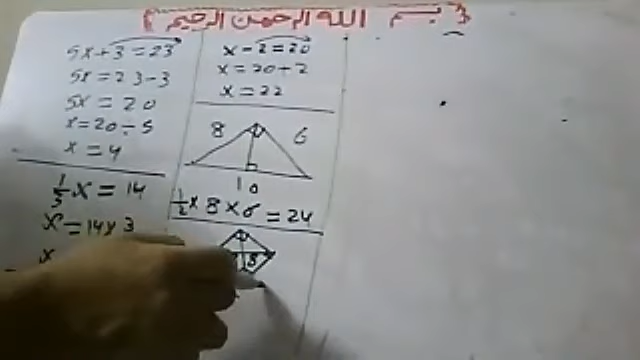 بسم الله الرحمن الرحيم
5x + 3 = 23
5x = 23 - 3
5x = 20
x = 20 ÷ 5
x = 4
1/3 x = 14
x = 14 x 3
x
x - 2 = 20
x = 20 + 2
x = 22
8
6
10
1/2 x 8 x 6 = 24
8